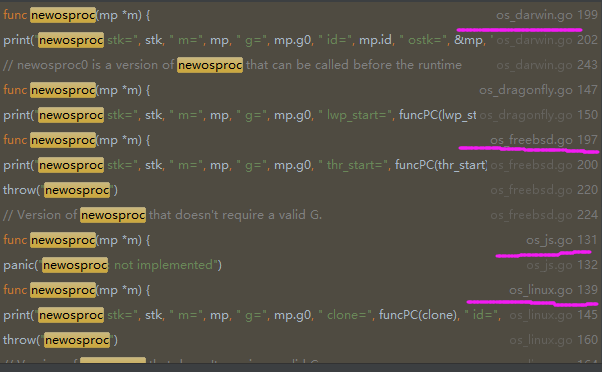 func newosproc(mp *m) { os_darwin.go 199
print("newosproc stk=", stk, " m=", mp, " g=", mp.g0, " id=", mp.id, " ostk=", &mp, " os_darwin.go 202
// newosproc0 is a version of newosproc that can be called before the runtime os_darwin.go 243
func newosproc(mp *m) { os_dragonfly.go 147
print("newosproc stk=", stk, " m=", mp, " g=", mp.g0, " lwp_start=", funcPC(lwp_st os_dragonfly.go 150
func newosproc(mp *m) { os_freebsd.go 197
print("newosproc stk=", stk, " m=", mp, " g=", mp.g0, " thr_start=", funcPC(thr_start) os_freebsd.go 200
throw("newosproc") os_freebsd.go 220
// Version of newosproc that doesn't require a valid G. os_freebsd.go 224
func newosproc(mp *m) { os_js.go 131
panic("newosproc: not implemented") os_js.go 132
func newosproc(mp *m) { os_linux.go 139
print("newosproc stk=", stk, " m=", mp, " g=", mp.g0, " clone=", funcPC(clone), " id=", os_linux.go 145
throw("newosproc") os_linux.go 160